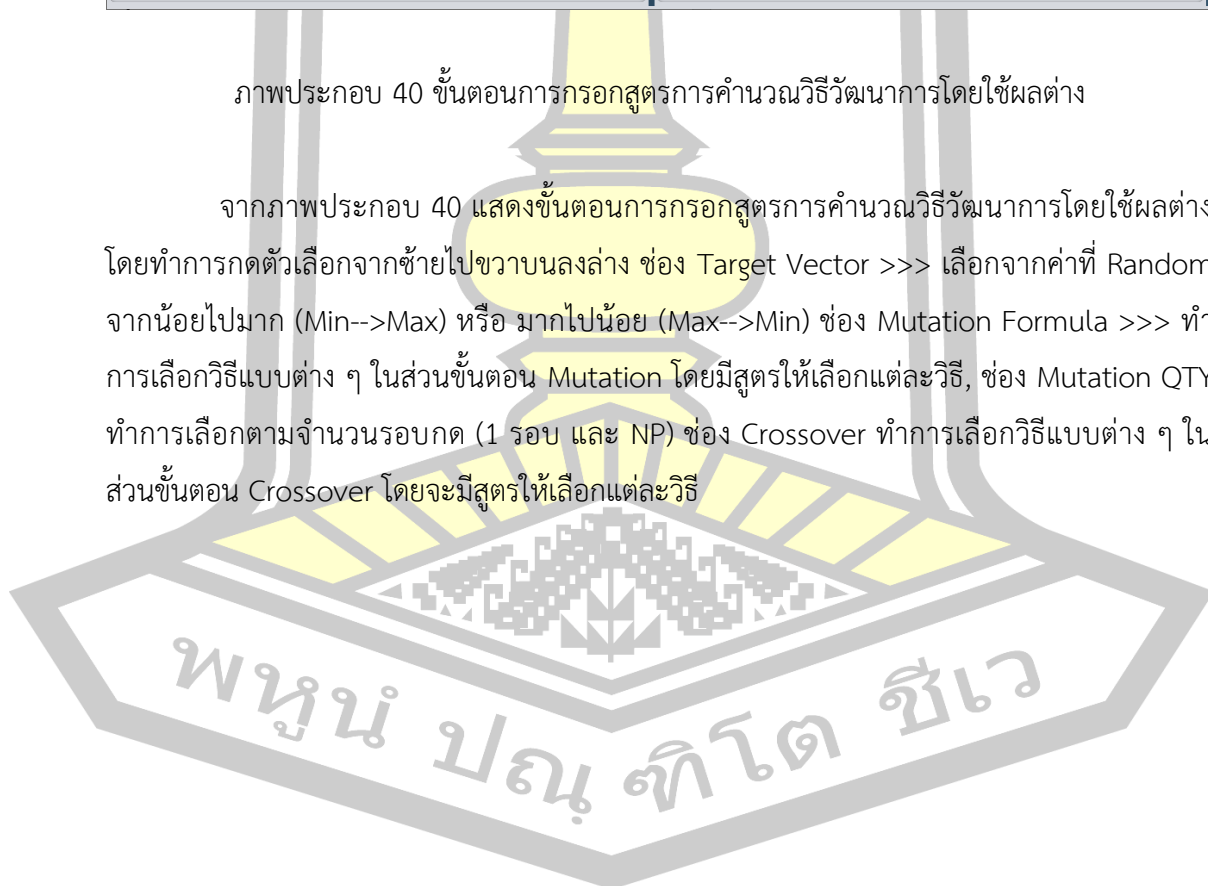 ภาพประกอบ 40 ขั้นตอนการกรอกสูตรการคำนวณวิธีวัฒนาการโดยใช้ผลต่าง
จากภาพประกอบ 40 แสดงขั้นตอนการกรอกสูตรการคำนวณวิธีวัฒนาการโดยใช้ผลต่าง
โดยทำการกดตัวเลือกจากซ้ายไปขวาบนลงล่าง ช่อง Target Vector >>> เลือกจากค่าที่ Random
จากน้อยไปมาก (Min-->Max) หรือ มากไปน้อย (Max-->Min) ช่อง Mutation Formula >>> ทำ
การเลือกวิธีแบบต่าง ๆ ในส่วนขั้นตอน Mutation โดยมีสูตรให้เลือกแต่ละวิธี, ช่อง Mutation QTY
ทำการเลือกตามจำนวนรอบกด (1 รอบ และ NP) ช่อง Crossover ทำการเลือกวิธีแบบต่าง ๆ ใน
ส่วนขั้นตอน Crossover โดยจะมีสูตรให้เลือกแต่ละวิธี
พหูนํ ปณฺฑิโต ชีเว